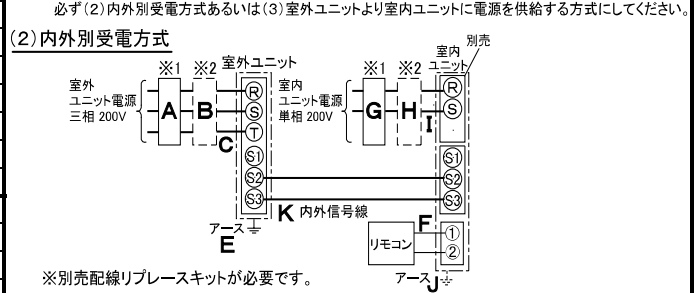 必ず(2)内外別受電方式あるいは(3)室外ユニットより室内ユニットに電源を供給する方式にしてください。
(2)内外別受電方式
※1 ※2 室外ユニット
室外
ユニット電源
三相 200V
A B C
R
S
T
S1
S2
S3
アース
E
※1 ※2 室内
ユニット
別売
室内
ユニット電源
単相 200V
G H I
R
S
S1
S2
S3
K 内外信号線
F
リモコン
①
②
アース J
※別売配線リプレースキットが必要です。